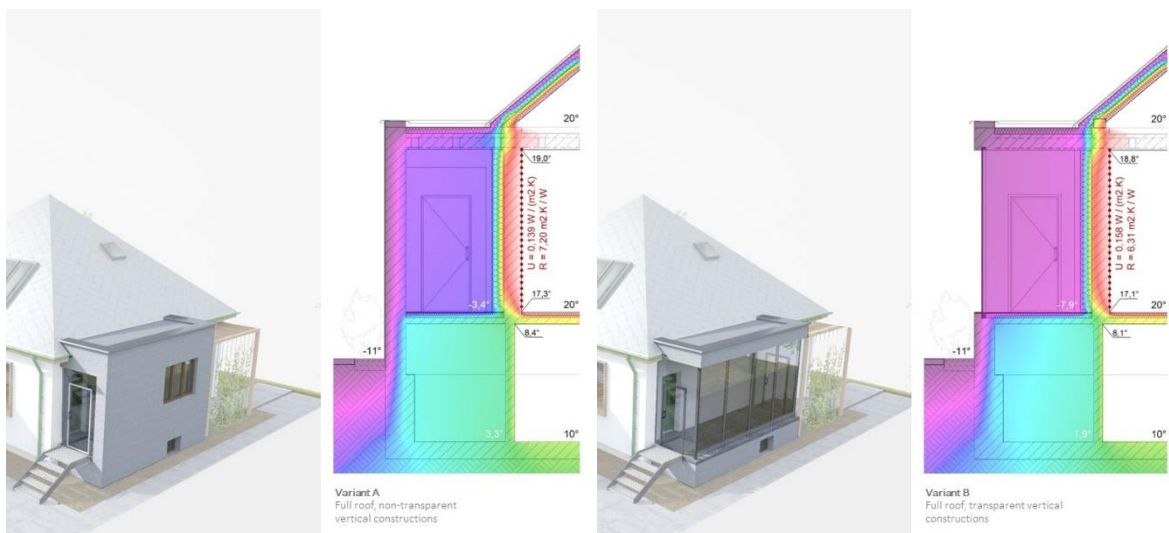 20°
19,0°
U = 0,139 W / (m2.K)
R = 7,20 m2.K / W
-3,4°
17,3°
20°
8.4°
-11°
3,3°
10°
Variant A
Full roof, non-transparent
vertical constructions
20°
18,8°
U = 0,158 W / (m2.K)
R = 6,31 m2.K / W
-7,9°
17,1°
20°
8,1°
-11°
1,9°
10°
Variant B
Full roof, transparent vertical
constructions